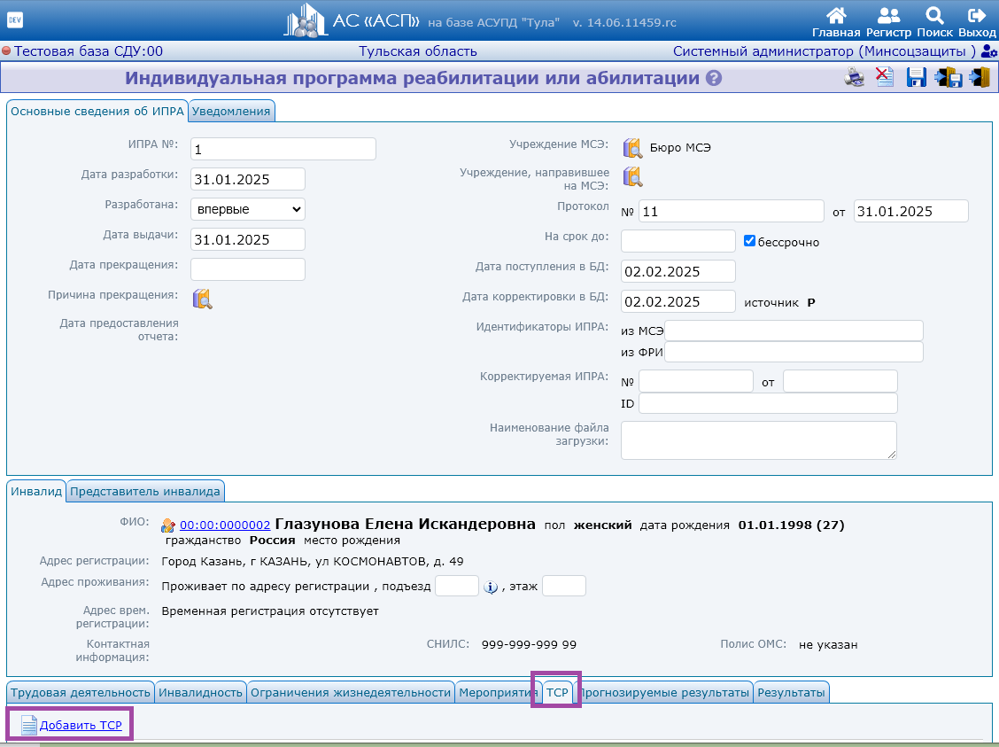 DEV
АС «АСП» на базе АСУПД "Тула" v. 14.06.11459.rc
Главная Регистр Поиск Выход
Тестовая база СДУ:00 Тульская область Системный администратор (Минсоцзащиты )
Индивидуальная программа реабилитации или абилитации ?
Основные сведения об ИПРА Уведомления
ИПРА №: 1
Дата разработки: 31.01.2025
Разработана: впервые
Дата выдачи: 31.01.2025
Дата прекращения:
Причина прекращения:
Дата предоставления
отчета:
Учреждение МСЭ: Бюро МСЭ
Учреждение, направившее
на МСЭ:
Протокол № 11 от 31.01.2025
На срок до: бессрочно
Дата поступления в БД: 02.02.2025
Дата корректировки в БД: 02.02.2025 источник Р
Идентификаторы ИПРА: из МСЭ
из ФРИ
Корректируемая ИПРА: № от
ID
Наименование файла
загрузки:
Инвалид Представитель инвалида
ФИО: 00:00:0000002 Глазунова Елена Искандеровна пол женский дата рождения 01.01.1998 (27)
гражданство Россия место рождения
Адрес регистрации: Город Казань, г КАЗАНЬ, ул КОСМОНАВТОВ, д. 49
Адрес проживания: Проживает по адресу регистрации , подъезд i , этаж
Адрес врем.
регистрации: Временная регистрация отсутствует
Контактная
информация:
СНИЛС: 999-999-999 99 Полис ОМС: не указан
Трудовая деятельность Инвалидность Ограничения жизнедеятельности Мероприятия ТСР Прогнозируемые результаты Результаты
Добавить ТСР